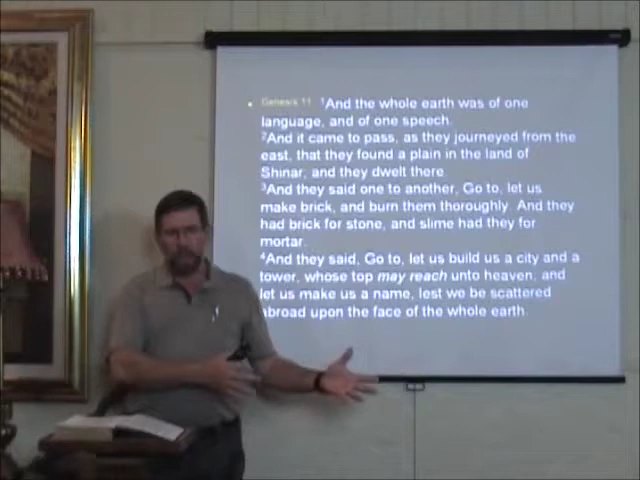 • Genesis 11 ¹And the whole earth was of one
language, and of one speech.
²And it came to pass, as they journeyed from the
east, that they found a plain in the land of
Shinar, and they dwelt there.
³And they said one to another, Go to, let us
make brick, and burn them thoroughly. And they
had brick for stone, and slime had they for
mortar.
⁴And they said, Go to, let us build us a city and a
tower, whose top may reach unto heaven, and
let us make us a name, lest we be scattered
abroad upon the face of the whole earth.